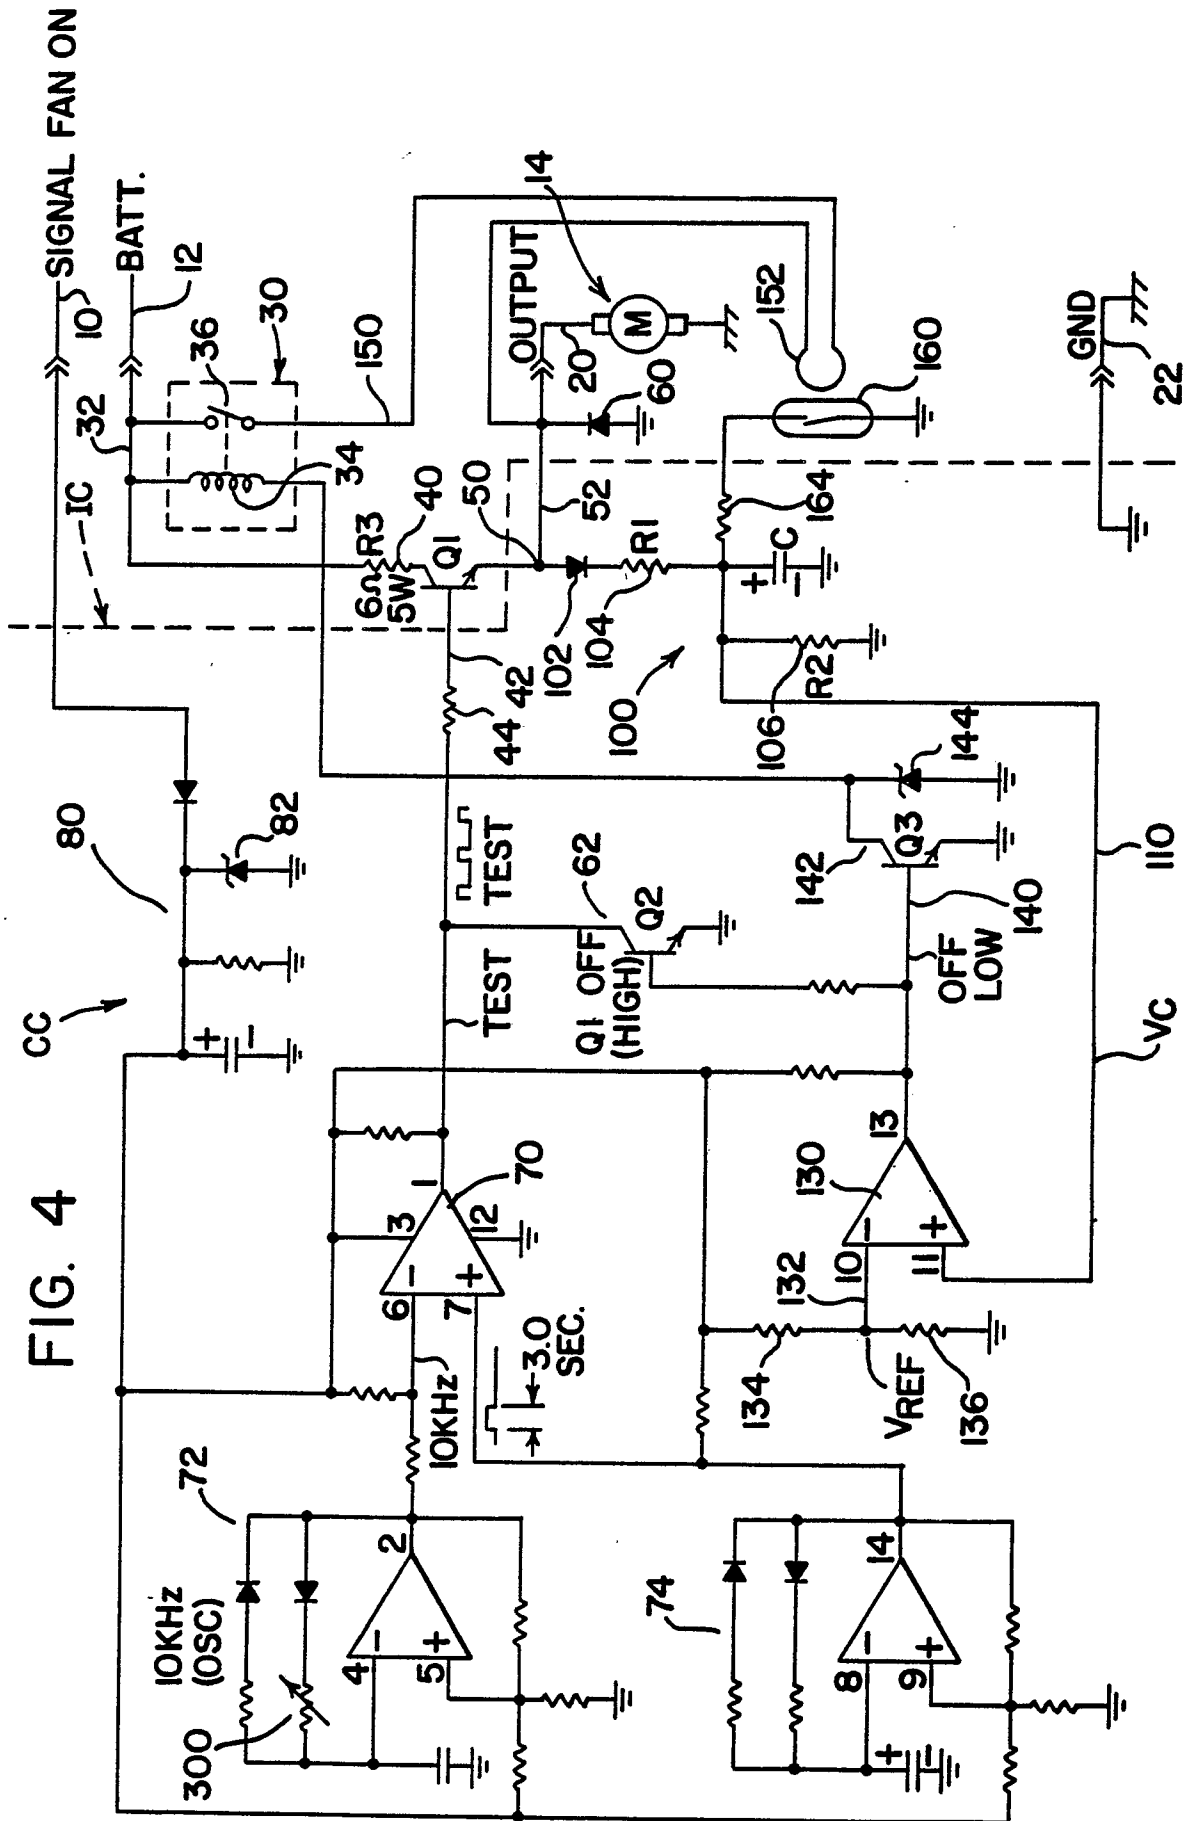 FIG. 4
SIGNAL FAN ON
10
BATT.
12
CC
80
82
IC
32
36
30
34
150
R3
6Ω
5W
40
Q1
42
44
50
52
OUTPUT
20
14
M
60
152
160
GND
22
164
C
+
−
R1
102
104
100
106
R2
110
VC
TEST
TEST
62
Q2
Q1 OFF
(HIGH)
142
Q3
144
140
OFF
LOW
72
10KHz
(OSC)
300
4
−
5
+
2
10KHz
6
−
7
+
3
1
12
70
3.0
SEC.
74
8
−
9
+
14
+
−
134
132
VREF
136
10
−
11
+
130
13
+
−